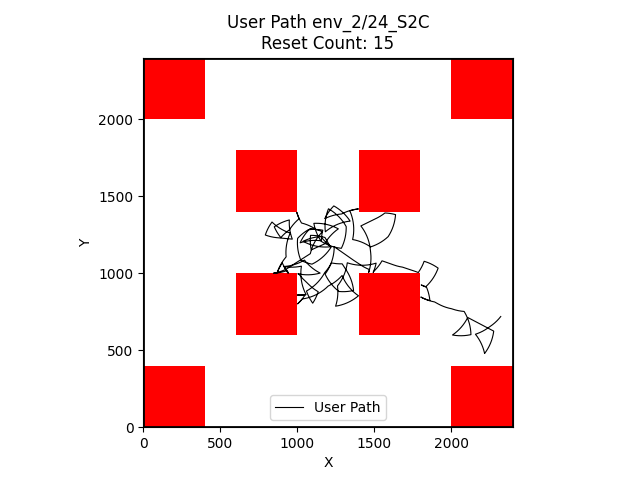 User Path env_2/24_S2C
Reset Count: 15
Y
2000
1500
1000
500
0
0 500 1000 1500 2000
X
User Path